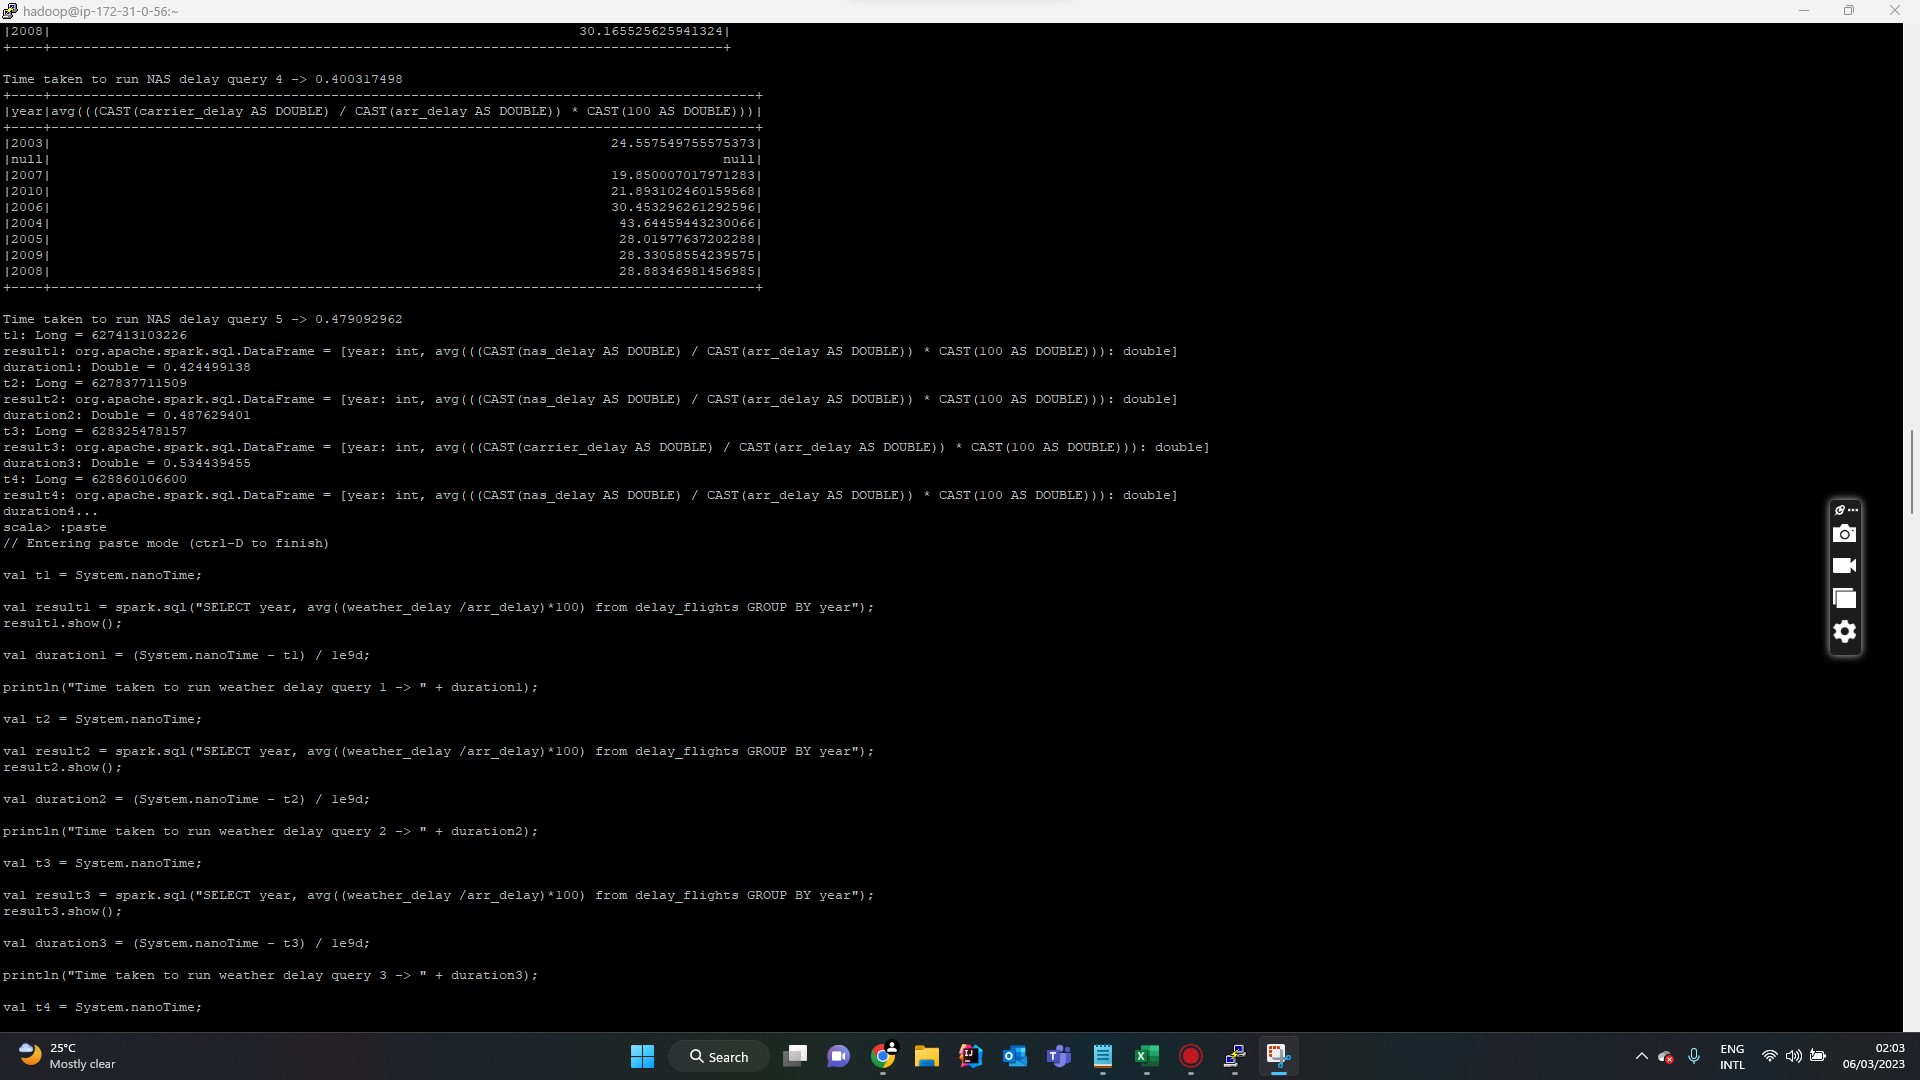 hadoop@ip-172-31-0-56:~
|2008|                                                                  30.165525625941324|
+----+------------------------------------------------------------------------------------+
Time taken to run NAS delay query 4 -> 0.400317498
+----+----------------------------------------------------------------------------------------+
|year|avg(((CAST(carrier_delay AS DOUBLE) / CAST(arr_delay AS DOUBLE)) * CAST(100 AS DOUBLE)))|
+----+----------------------------------------------------------------------------------------+
|2003|                                                                      24.557549755575373|
|null|                                                                                    null|
|2007|                                                                      19.850007017971283|
|2010|                                                                      21.893102460159568|
|2006|                                                                      30.453296261292596|
|2004|                                                                       43.64459443230066|
|2005|                                                                       28.01977637202288|
|2009|                                                                       28.33058554239575|
|2008|                                                                       28.88346981456985|
+----+----------------------------------------------------------------------------------------+
Time taken to run NAS delay query 5 -> 0.479092962
t1: Long = 627413103226
result1: org.apache.spark.sql.DataFrame = [year: int, avg(((CAST(nas_delay AS DOUBLE) / CAST(arr_delay AS DOUBLE)) * CAST(100 AS DOUBLE))): double]
duration1: Double = 0.424499138
t2: Long = 627837711509
result2: org.apache.spark.sql.DataFrame = [year: int, avg(((CAST(nas_delay AS DOUBLE) / CAST(arr_delay AS DOUBLE)) * CAST(100 AS DOUBLE))): double]
duration2: Double = 0.487629401
t3: Long = 628325478157
result3: org.apache.spark.sql.DataFrame = [year: int, avg(((CAST(carrier_delay AS DOUBLE) / CAST(arr_delay AS DOUBLE)) * CAST(100 AS DOUBLE))): double]
duration3: Double = 0.534439455
t4: Long = 628860106600
result4: org.apache.spark.sql.DataFrame = [year: int, avg(((CAST(nas_delay AS DOUBLE) / CAST(arr_delay AS DOUBLE)) * CAST(100 AS DOUBLE))): double]
duration4...
scala> :paste
// Entering paste mode (ctrl-D to finish)
val t1 = System.nanoTime;
val result1 = spark.sql("SELECT year, avg((weather_delay /arr_delay)*100) from delay_flights GROUP BY year");
result1.show();
val duration1 = (System.nanoTime - t1) / 1e9d;
println("Time taken to run weather delay query 1 -> " + duration1);
val t2 = System.nanoTime;
val result2 = spark.sql("SELECT year, avg((weather_delay /arr_delay)*100) from delay_flights GROUP BY year");
result2.show();
val duration2 = (System.nanoTime - t2) / 1e9d;
println("Time taken to run weather delay query 2 -> " + duration2);
val t3 = System.nanoTime;
val result3 = spark.sql("SELECT year, avg((weather_delay /arr_delay)*100) from delay_flights GROUP BY year");
result3.show();
val duration3 = (System.nanoTime - t3) / 1e9d;
println("Time taken to run weather delay query 3 -> " + duration3);
val t4 = System.nanoTime;
25°C
Mostly clear
Search
ENG
INTL
02:03
06/03/2023